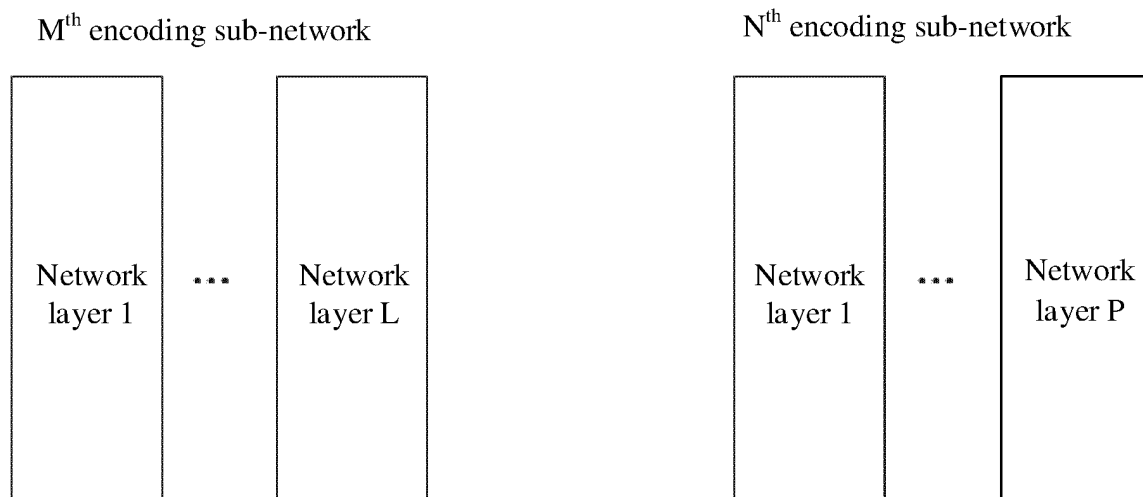 Mth encoding sub-network
Nth encoding sub-network
Network
layer 1
...
Network
layer L
Network
layer 1
...
Network
layer P